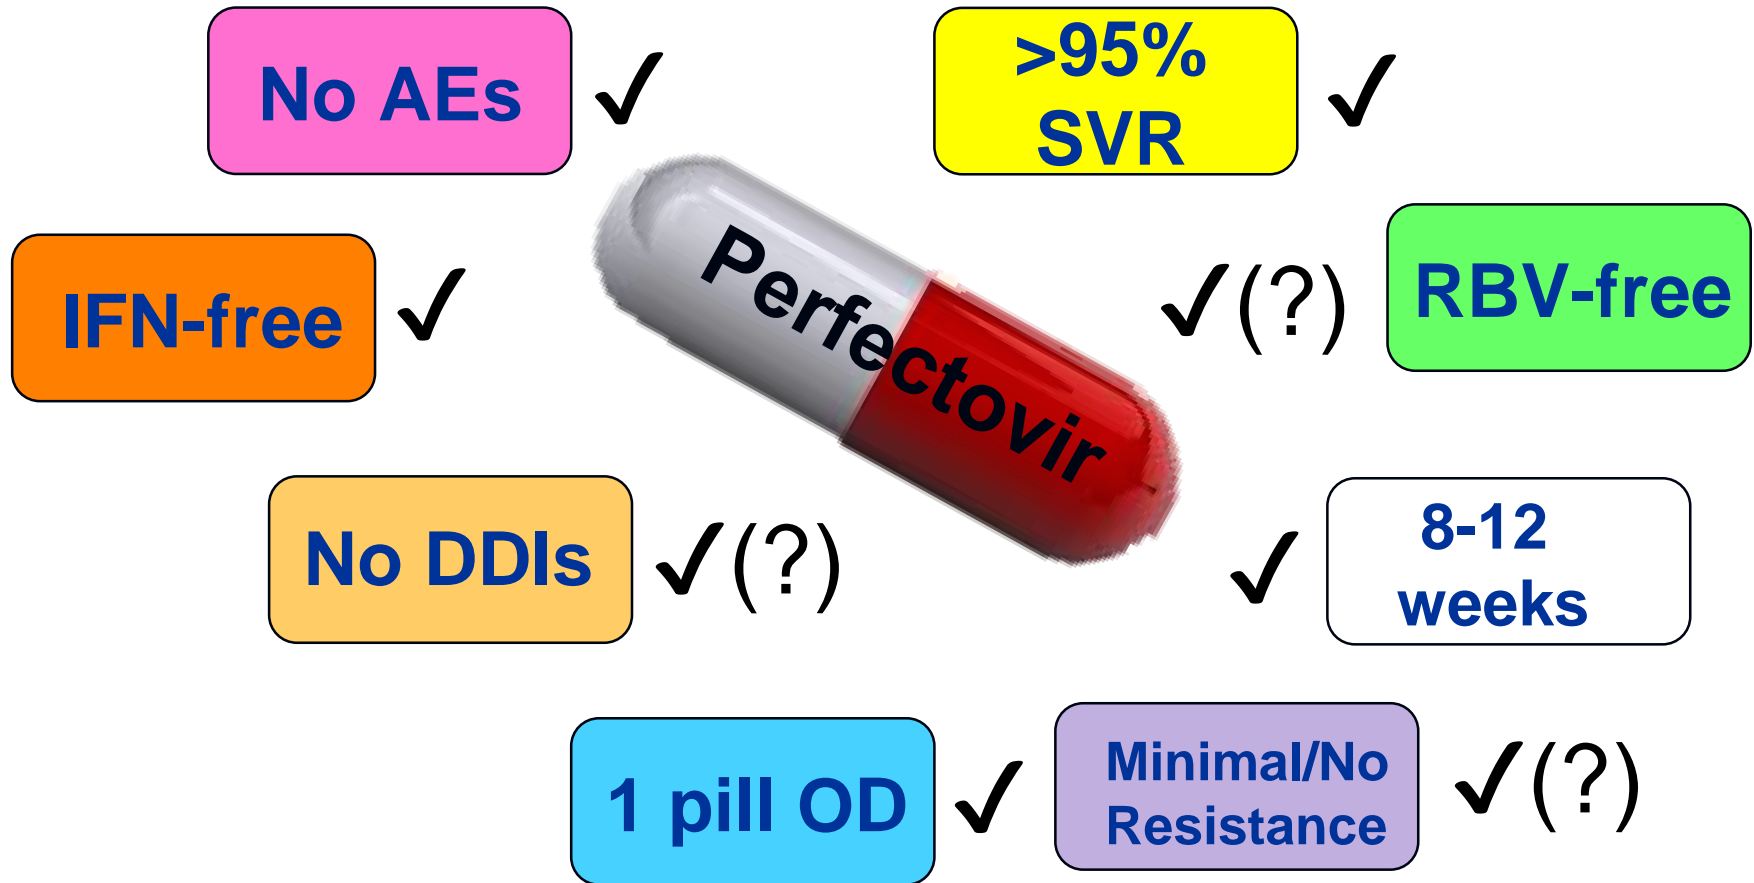 No AEs ✓
>95%
SVR ✓
IFN-free ✓
Perfectovir
✓(?) RBV-free
No DDIs ✓(?)
✓ 8-12
weeks
1 pill OD ✓
Minimal/No
Resistance ✓(?)